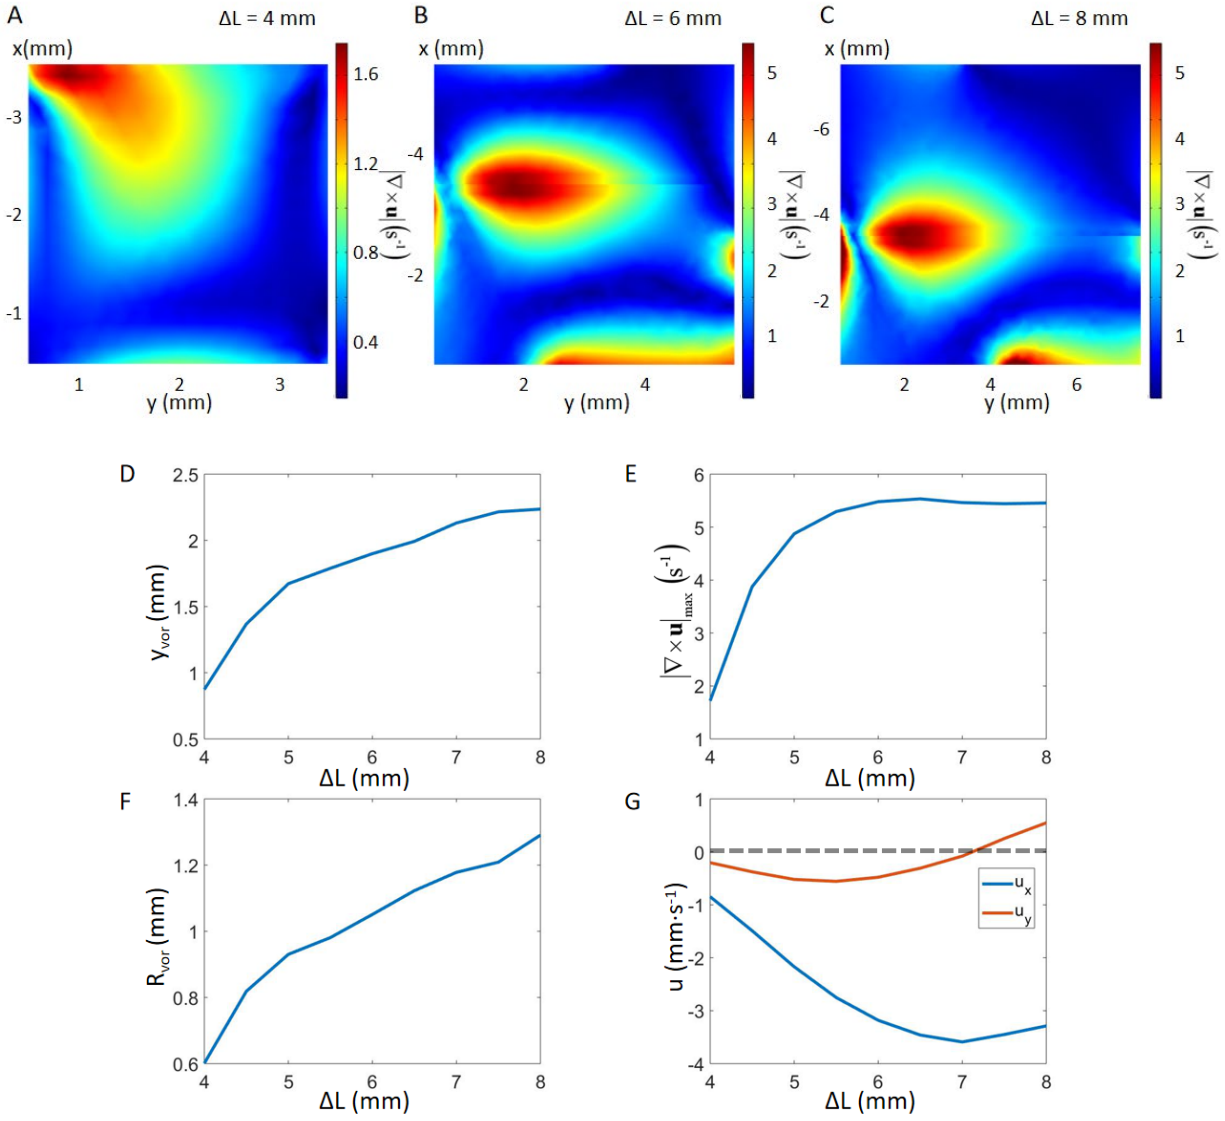 A
ΔL = 4 mm
B
ΔL = 6 mm
C
ΔL = 8 mm
x(mm)
x (mm)
x (mm)
-3
-2
-1
1
2
3
y (mm)
1.6
1.2
0.8
0.4
|∇×u|(s⁻¹)
-4
-2
2
4
y (mm)
5
4
3
2
1
|∇×u|(s⁻¹)
-6
-4
-2
2
4
6
y (mm)
5
4
3
2
1
|∇×u|(s⁻¹)
D
2.5
2
1.5
1
0.5
4
5
6
7
8
y_vor (mm)
ΔL (mm)
E
6
5
4
3
2
1
4
5
6
7
8
|∇×u|_max (s⁻¹)
ΔL (mm)
F
1.4
1.2
1
0.8
0.6
4
5
6
7
8
R_vor (mm)
ΔL (mm)
G
1
0
-1
-2
-3
-4
4
5
6
7
8
u (mm·s⁻¹)
ΔL (mm)
u_x
u_y